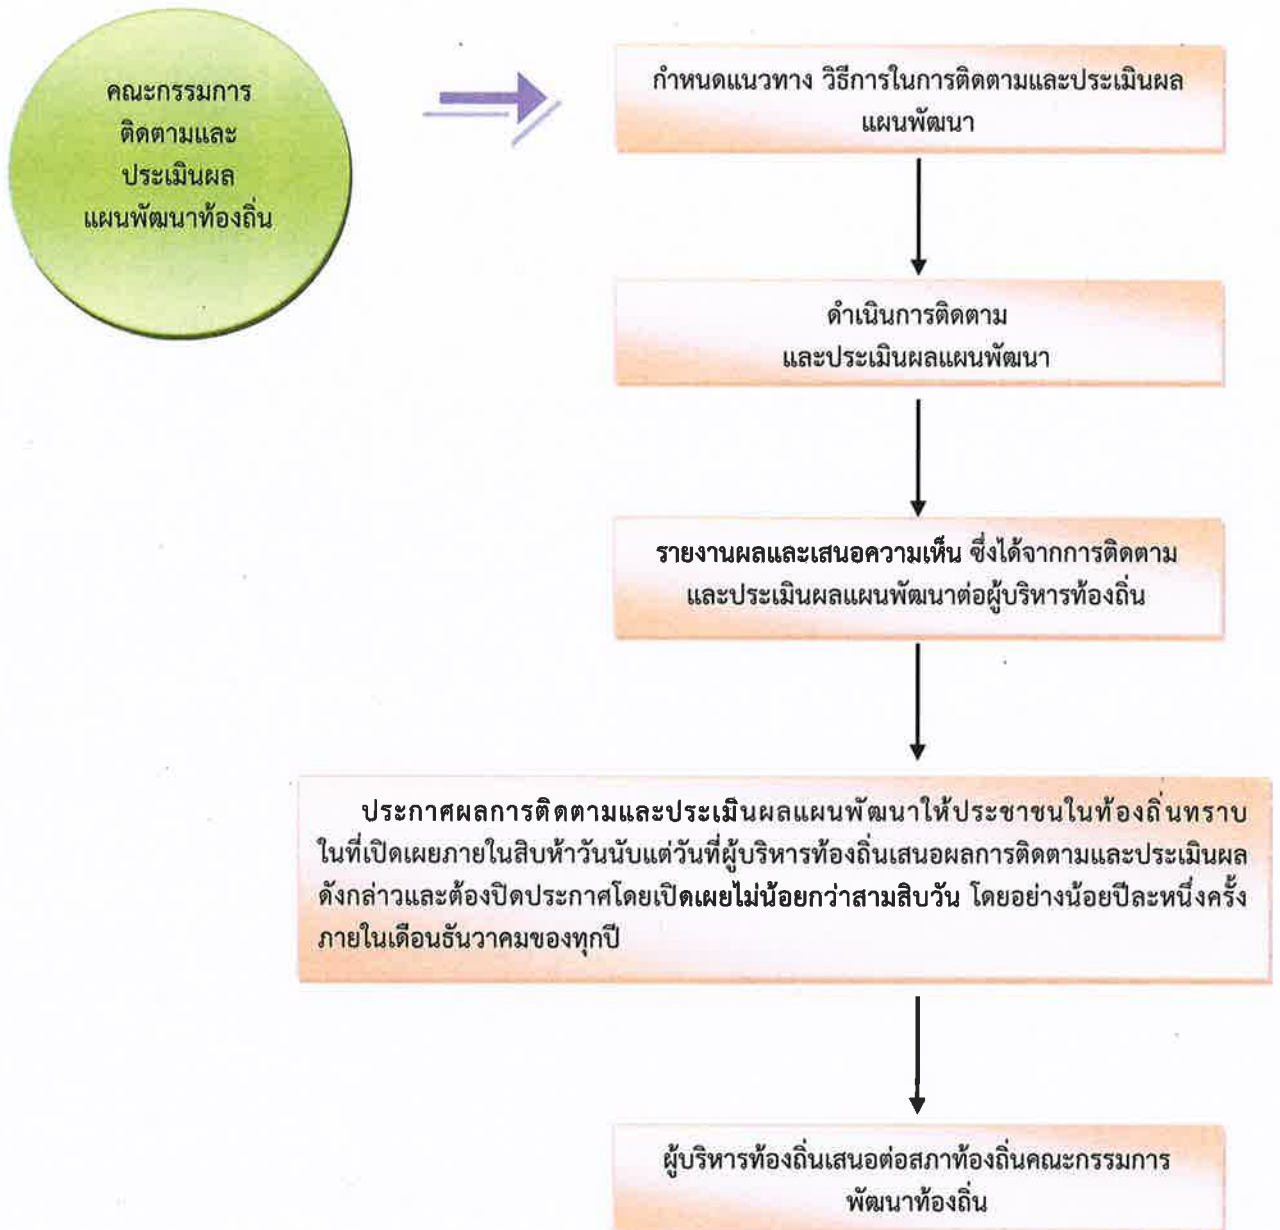 คณะกรรมการ
ติดตามและ
ประเมินผล
แผนพัฒนาท้องถิ่น
กำหนดแนวทาง วิธีการในการติดตามและประเมินผล
แผนพัฒนา
ดำเนินการติดตาม
และประเมินผลแผนพัฒนา
รายงานผลและเสนอความเห็น ซึ่งได้จากการติดตาม
และประเมินผลแผนพัฒนาต่อผู้บริหารท้องถิ่น
ประกาศผลการติดตามและประเมินผลแผนพัฒนาให้ประชาชนในท้องถิ่นทราบ
ในที่เปิดเผยภายในสิบห้าวันนับแต่วันที่ผู้บริหารท้องถิ่นเสนอผลการติดตามและประเมินผล
ดังกล่าวและต้องปิดประกาศโดยเปิดเผยไม่น้อยกว่าสามสิบวัน โดยอย่างน้อยปีละหนึ่งครั้ง
ภายในเดือนธันวาคมของทุกปี
ผู้บริหารท้องถิ่นเสนอต่อสภาท้องถิ่นคณะกรรมการ
พัฒนาท้องถิ่น